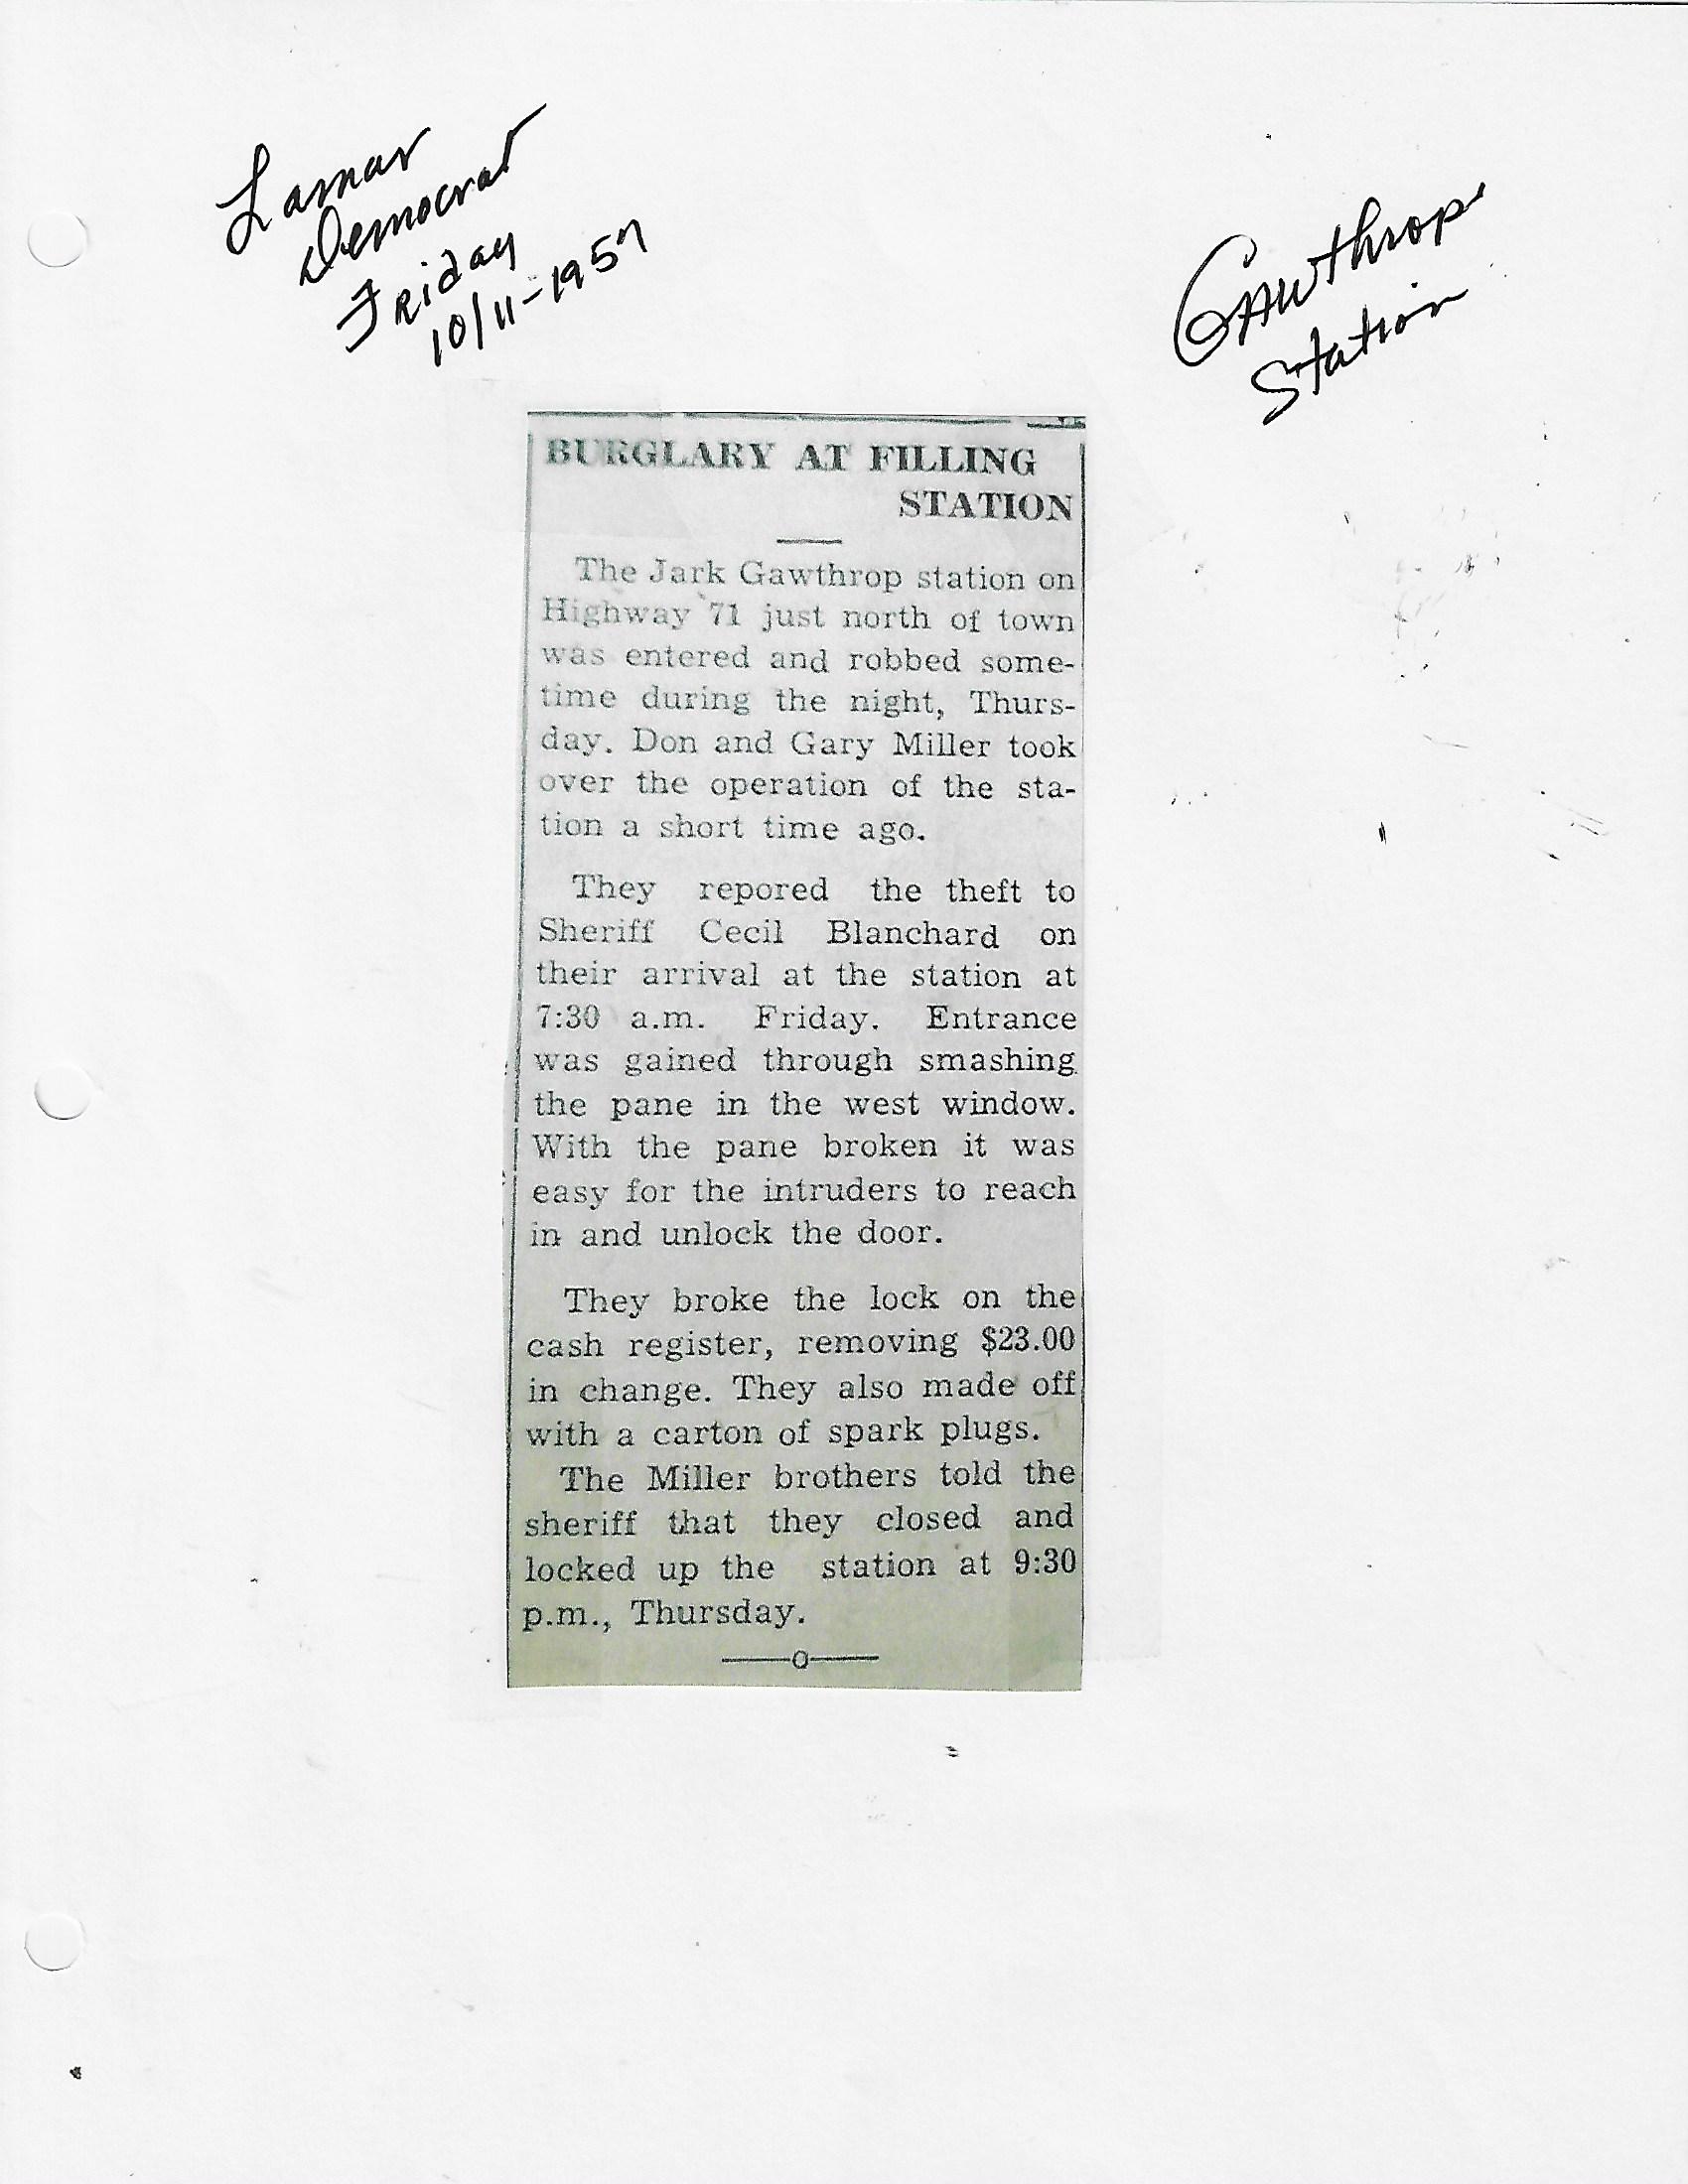 Lamar
Democrat
Friday
10/11-1957
Gawthrop
Station
BURGLARY AT FILLING
STATION
The Jark Gawthrop station on
Highway '71 just north of town
was entered and robbed some-
time during the night, Thurs-
day. Don and Gary Miller took
over the operation of the sta-
tion a short time ago.
They repored the theft to
Sheriff Cecil Blanchard on
their arrival at the station at
7:30 a.m. Friday. Entrance
was gained through smashing
the pane in the west window.
With the pane broken it was
easy for the intruders to reach
in and unlock the door.
They broke the lock on the
cash register, removing $23.00
in change. They also made off
with a carton of spark plugs.
The Miller brothers told the
sheriff that they closed and
locked up the station at 9:30
p.m., Thursday.
——o——